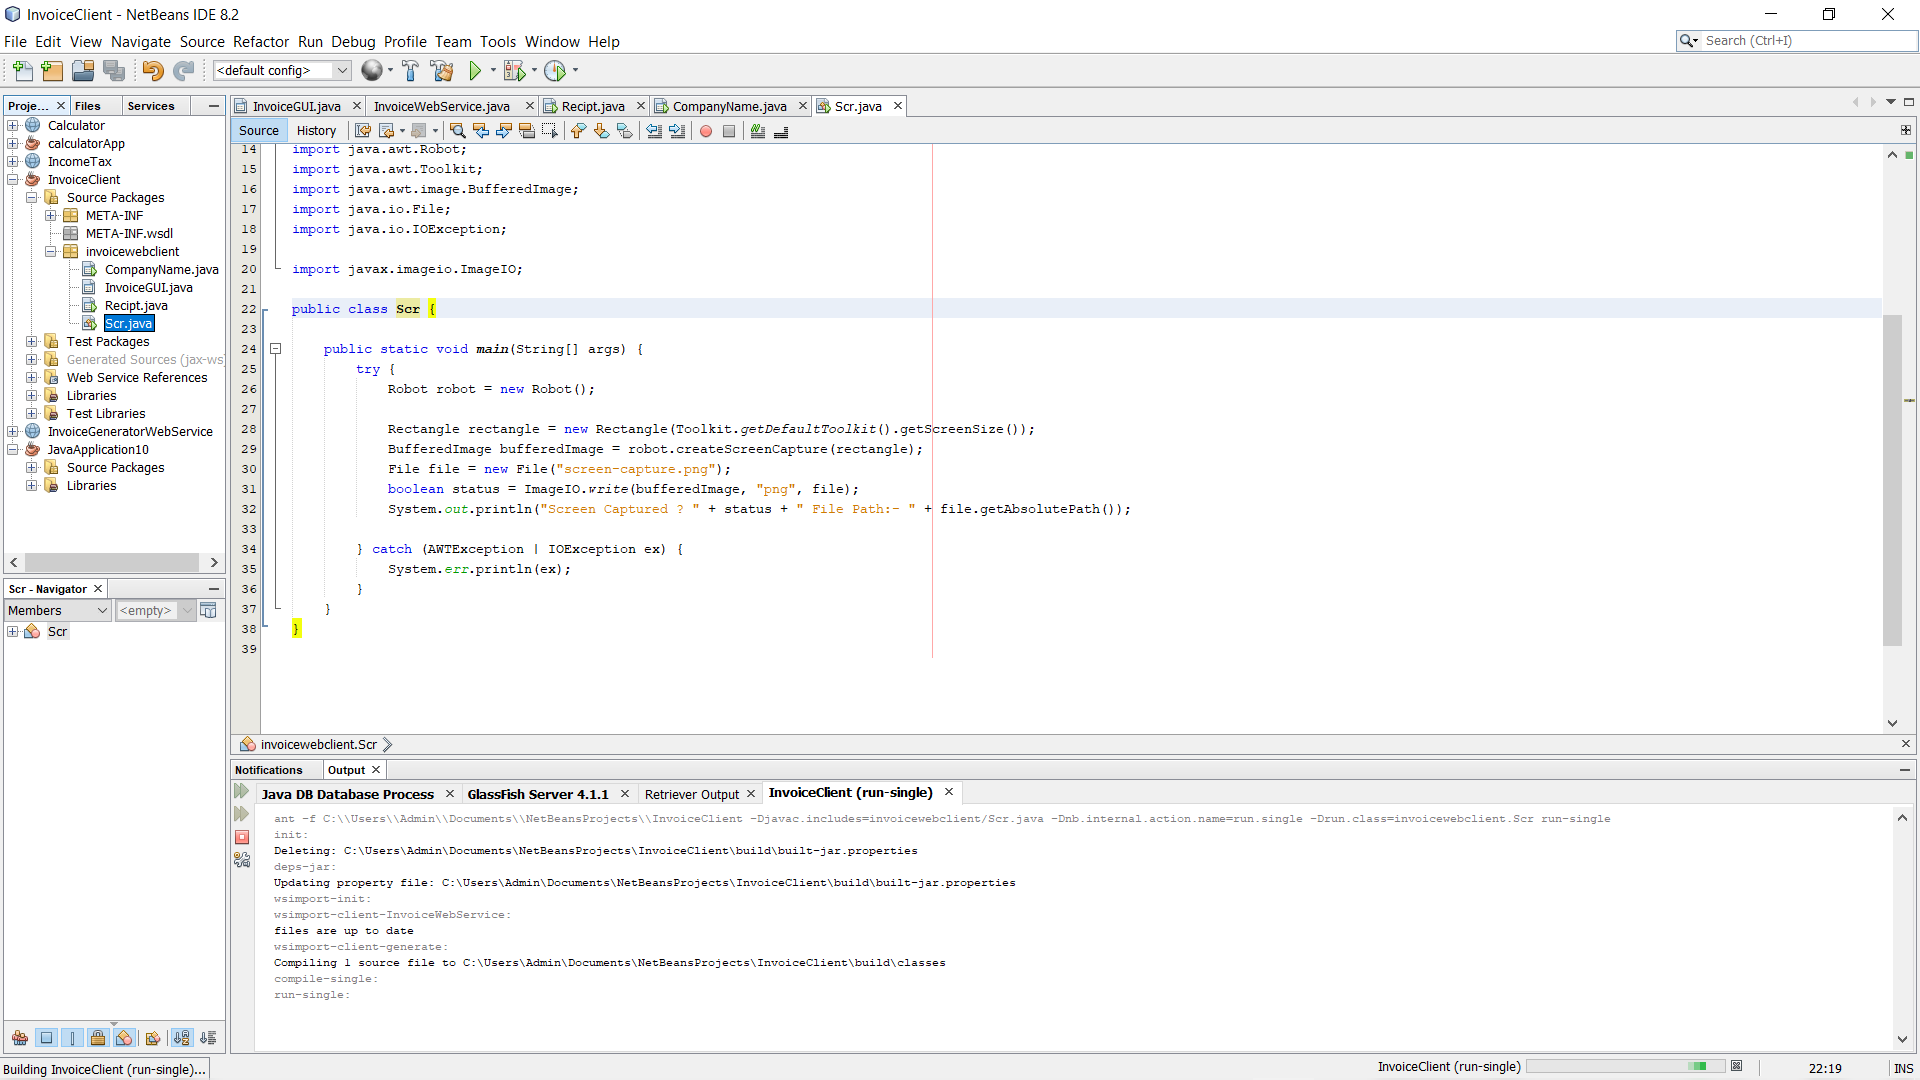 InvoiceClient - NetBeans IDE 8.2
File Edit View Navigate Source Refactor Run Debug Profile Team Tools Window Help
Search (Ctrl+I)
<default config>
Proje... Files Services
Calculator
calculatorApp
IncomeTax
InvoiceClient
Source Packages
META-INF
META-INF.wsdl
invoicewebclient
CompanyName.java
InvoiceGUI.java
Recipt.java
Scr.java
Test Packages
Generated Sources (jax-ws
Web Service References
Libraries
Test Libraries
InvoiceGeneratorWebService
JavaApplication10
Source Packages
Libraries
Scr - Navigator
Members <empty>
Scr
InvoiceGUI.java InvoiceWebService.java Recipt.java CompanyName.java Scr.java
Source History
14 import java.awt.Robot;
15 import java.awt.Toolkit;
16 import java.awt.image.BufferedImage;
17 import java.io.File;
18 import java.io.IOException;
19
20 import javax.imageio.ImageIO;
21
22 public class Scr {
23
24 public static void main(String[] args) {
25 try {
26 Robot robot = new Robot();
27
28 Rectangle rectangle = new Rectangle(Toolkit.getDefaultToolkit().getScreenSize());
29 BufferedImage bufferedImage = robot.createScreenCapture(rectangle);
30 File file = new File("screen-capture.png");
31 boolean status = ImageIO.write(bufferedImage, "png", file);
32 System.out.println("Screen Captured ? " + status + " File Path:- " + file.getAbsolutePath());
33
34 } catch (AWTException | IOException ex) {
35 System.err.println(ex);
36 }
37 }
38 }
39
invoicewebclient.Scr
Notifications Output
Java DB Database Process GlassFish Server 4.1.1 Retriever Output InvoiceClient (run-single)
ant -f C:\\Users\\Admin\\Documents\\NetBeansProjects\\InvoiceClient -Djavac.includes=invoicewebclient/Scr.java -Dnb.internal.action.name=run.single -Drun.class=invoicewebclient.Scr run-single
init:
Deleting: C:\Users\Admin\Documents\NetBeansProjects\InvoiceClient\build\built-jar.properties
deps-jar:
Updating property file: C:\Users\Admin\Documents\NetBeansProjects\InvoiceClient\build\built-jar.properties
wsimport-init:
wsimport-client-InvoiceWebService:
files are up to date
wsimport-client-generate:
Compiling 1 source file to C:\Users\Admin\Documents\NetBeansProjects\InvoiceClient\build\classes
compile-single:
run-single:
Building InvoiceClient (run-single)... InvoiceClient (run-single) 22:19 INS